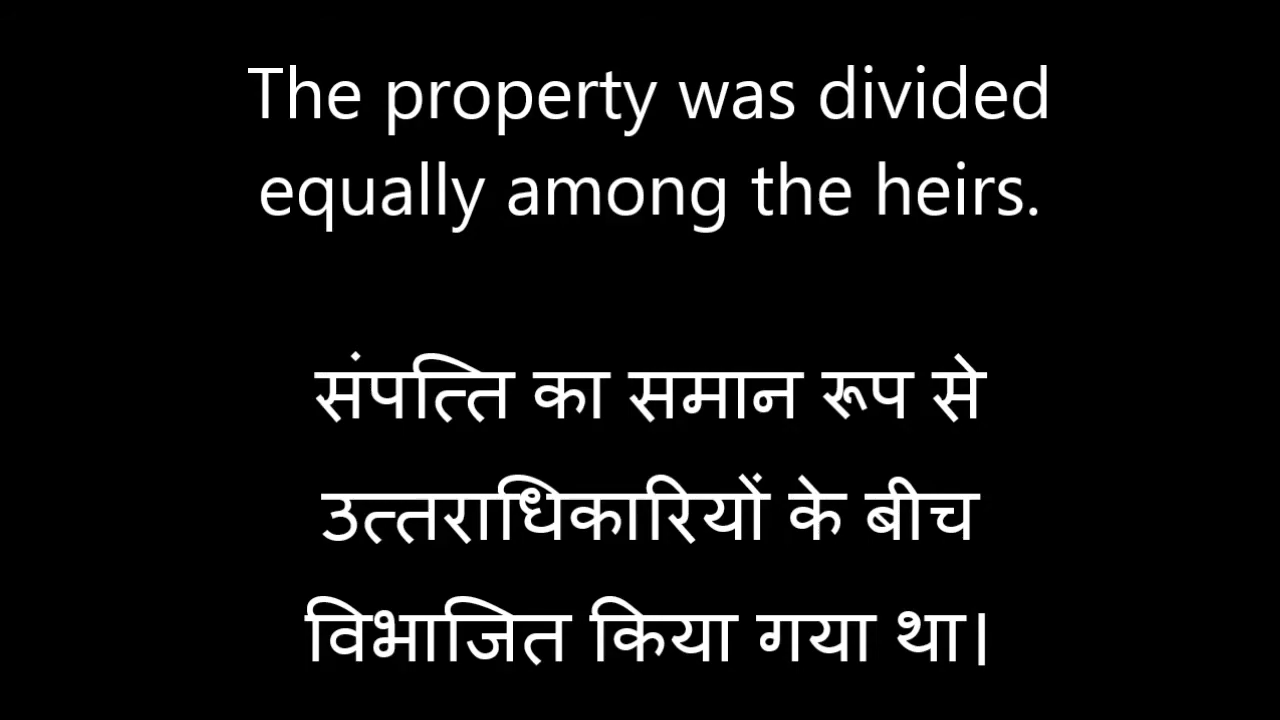 The property was divided
equally among the heirs.
संपत्ति का समान रूप से
उत्तराधिकारियों के बीच
विभाजित किया गया था।